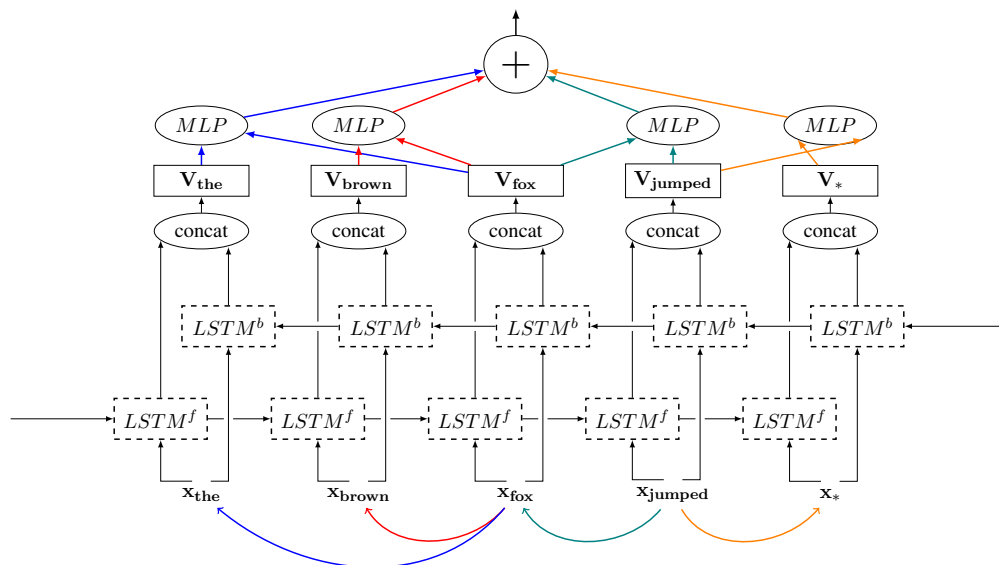 +
MLP MLP MLP MLP
V_the V_brown V_fox V_jumped V_*
concat concat concat concat concat
LSTM^b LSTM^b LSTM^b LSTM^b LSTM^b
LSTM^f LSTM^f LSTM^f LSTM^f LSTM^f
x_the x_brown x_fox x_jumped x_*